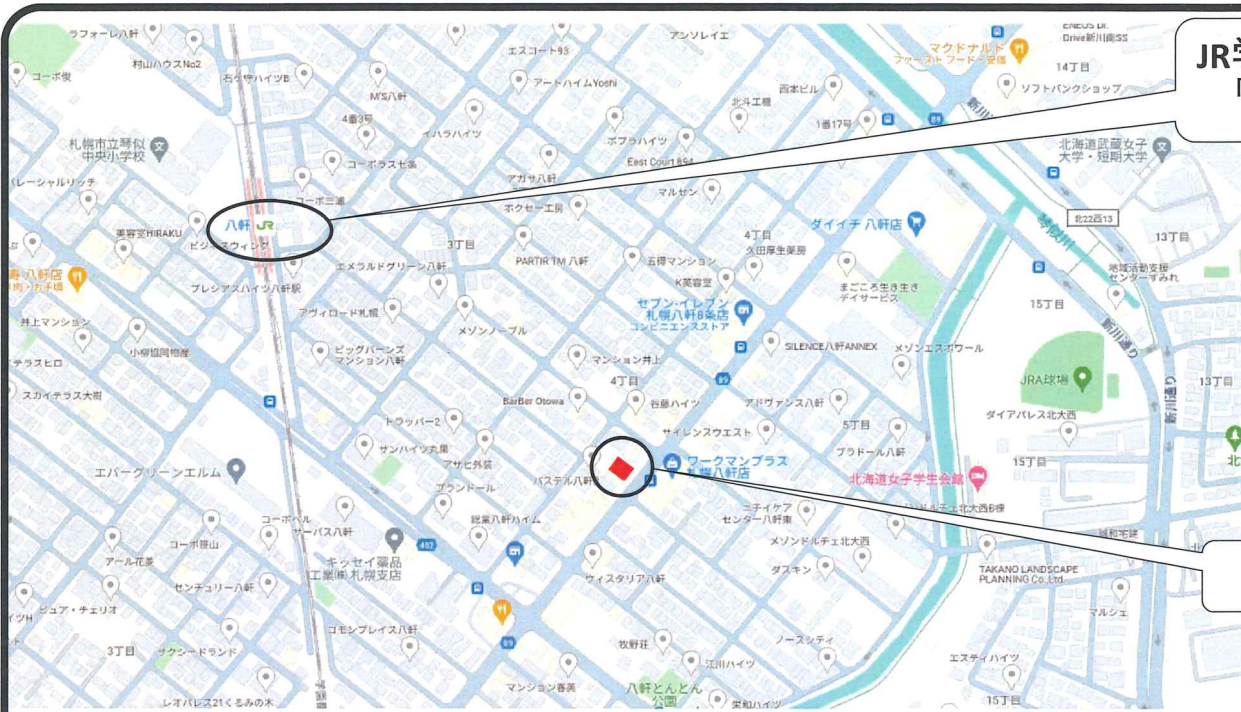 ラフォーレ八軒
村山ハウスNo2
コーポ俊
石ケ守ハイツB
M'S八軒
エスコート93
アートハイムYoshi
アンソレイエ
北斗工機
西本ビル
マクドナルド
ファーストフード・安価
ENEOS Dr.
Drive新川南SS
14丁目
ソフトバンクショップ
JR学
「
札幌市立琴似
中央小学校
4番3号
イハラハイツ
コーポラス七条
ポプラハイツ
East Court 894
1番17号
89
北海道武蔵女子
大学・短期大学
アカサ八軒
マルゼン
コーポ三瀬
ホクセー工房
八軒 JR
美容室HIRAKU
ビジネスウィング
3丁目
エメラルドグリーン八軒
PARTIR TM 八軒
五得マンション
4丁目
久田厚生薬房
K美容室
ダイイチ 八軒店
北22西13
琴似川
13丁目
地域活動支援
センターすみれ
15丁目
まごころ生き生き
デイサービス
プレシアスハイツ八軒駅
アヴィロード札幌
セブン-イレブン
札幌八軒8条店
コンビニエンスストア
井上マンション
小柳協同物産
メゾンノーブル
ビッグバーンズ
マンション八軒
マンション井上
SILENCE八軒ANNEX
メゾンエスポワール
新川通り
新川通り
JRA球場
13丁目
スカイテラス大樹
4丁目
BarBer Otowa
谷藤ハイツ
89
アドヴァンス八軒
ダイアパレス北大西
トラッパー2
サイレンスウエスト
5丁目
サンハイツ丸果
アサヒ外装
プラドール八軒
エバーグリーンエルム
パステル八軒
ワークマンプラス
札幌八軒店
15丁目
北海道女子学生会館
ブランドール
総業八軒ハイム
ニチイケア
センター八軒東
コーポベル
サーパス八軒
コーポ笹山
メゾンドルチェ北大西
アール花菱
452
キッセイ薬品
工業㈱札幌支店
センチュリー八軒
ウィスタリア八軒
ダスキン
TAKANO LANDSCAPE
PLANNING Co.,Ltd.
マルシェ
ピュア・チェリオ
コモンプレイス八軒
89
牧野荘
ノースシティ
3丁目
サクシードランド
江川ハイツ
エスティハイツ
マンション春美
八軒とんとん
公園
レオパレス21くるみの木
栄和ハイツ
15丁目